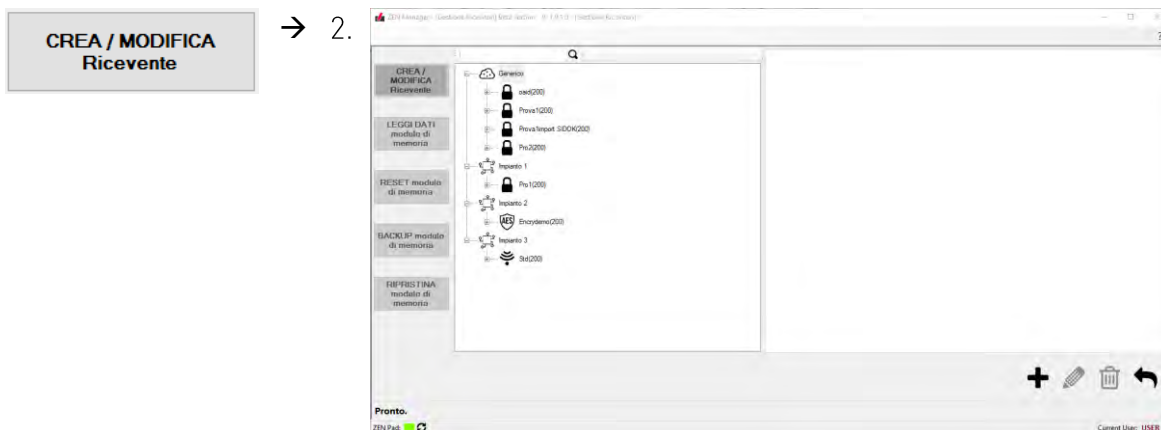 CREA / MODIFICA
Ricevente
→ 2.
CREA /
MODIFICA
Ricevente
LEGGI DATI
modulo di
memoria
RESET modulo
di memoria
BACKUP modulo
di memoria
RIPRISTINA
modulo di
memoria
Generico
Prova1(200)
Pro2(200)
Impianto 1
Pro1(200)
Impianto 2
AES
Encrydemo(200)
Impianto 3
Std(200)
Pronto.
ZEN Pad:
Current User: USER
?